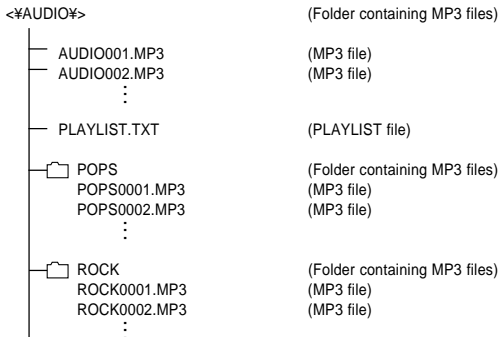 <¥AUDIO¥> (Folder containing MP3 files)
AUDIO001.MP3 (MP3 file)
AUDIO002.MP3 (MP3 file)
PLAYLIST.TXT (PLAYLIST file)
POPS (Folder containing MP3 files)
POPS0001.MP3 (MP3 file)
POPS0002.MP3 (MP3 file)
ROCK (Folder containing MP3 files)
ROCK0001.MP3 (MP3 file)
ROCK0002.MP3 (MP3 file)